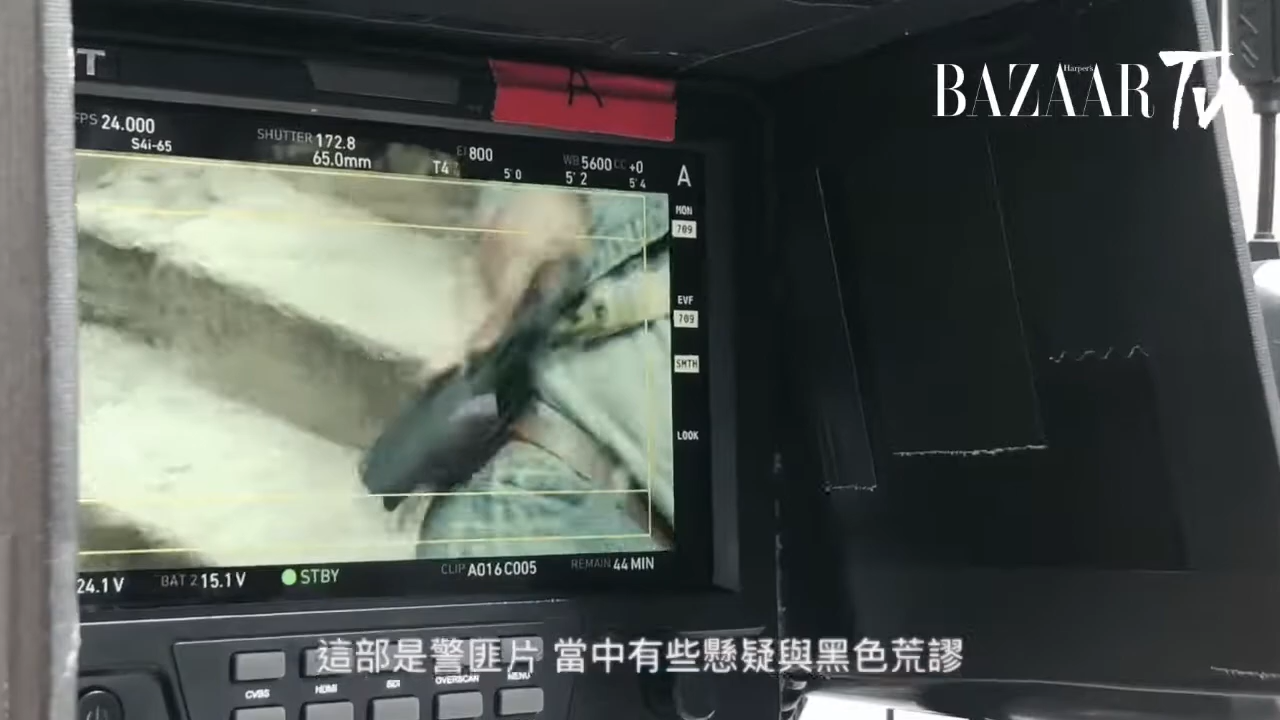 BAZAAR TV
Harper's
T
A
FPS 24.000
S4i-65
SHUTTER 172.8
65.0mm
EI 800
T4
5'0
WB 5600 CC +0
5'2
5'4
A
MON
709
EVF
709
SMTH
LOOK
24.1 V
BAT 2 15.1 V
STBY
CLIP A016C005
REMAIN 44 MIN
這部是警匪片 當中有些懸疑與黑色荒謬
CVBS
HDMI
SDI
OVERSCAN
MENU